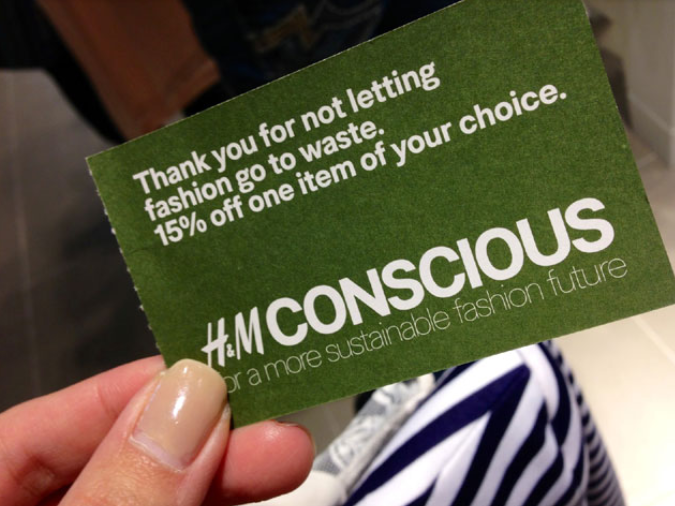 Thank you for not letting
fashion go to waste.
15% off one item of your choice.
H&M CONSCIOUS
or a more sustainable fashion future